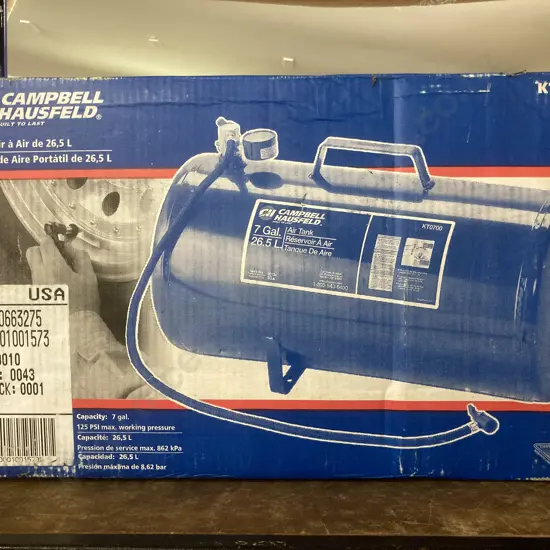 CAMPBELL
HAUSFELD®
BUILT TO LAST
ir à Air de 26,5 L
de Aire Portátil de 26,5 L
CAMPBELL
HAUSFELD®
7 Gal.
26.5 L
Air Tank
Réservoir À Air
Tanque De Aire
KT0700
USA
0663275
01001573
0010
: 0043
CK: 0001
Capacity: 7 gal.
125 PSI max. working pressure
Capacité: 26,5 L
Pression de service max. 862 kPa
Capacidad: 26,5 L
Presión máxima de 8,62 bar